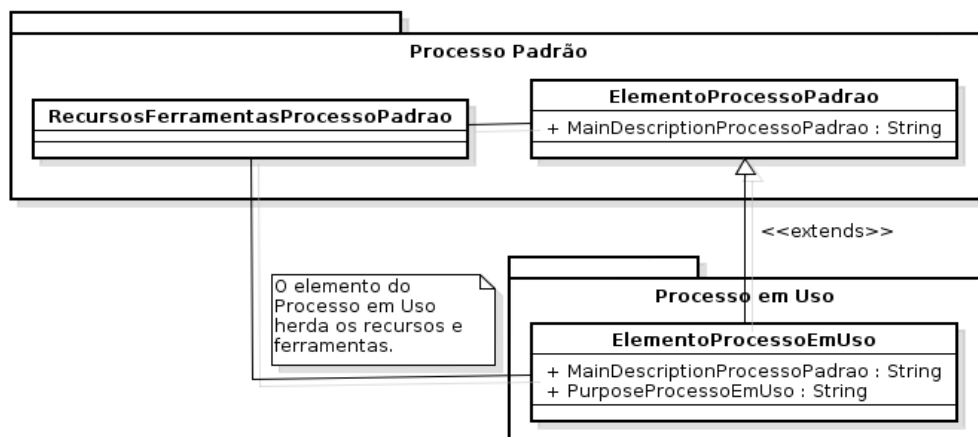 Processo Padrão
RecursosFerramentasProcessoPadrao
ElementoProcessoPadrao
+ MainDescriptionProcessoPadrao : String
<<extends>>
O elemento do
Processo em Uso
herda os recursos e
ferramentas.
Processo em Uso
ElementoProcessoEmUso
+ MainDescriptionProcessoPadrao : String
+ PurposeProcessoEmUso : String